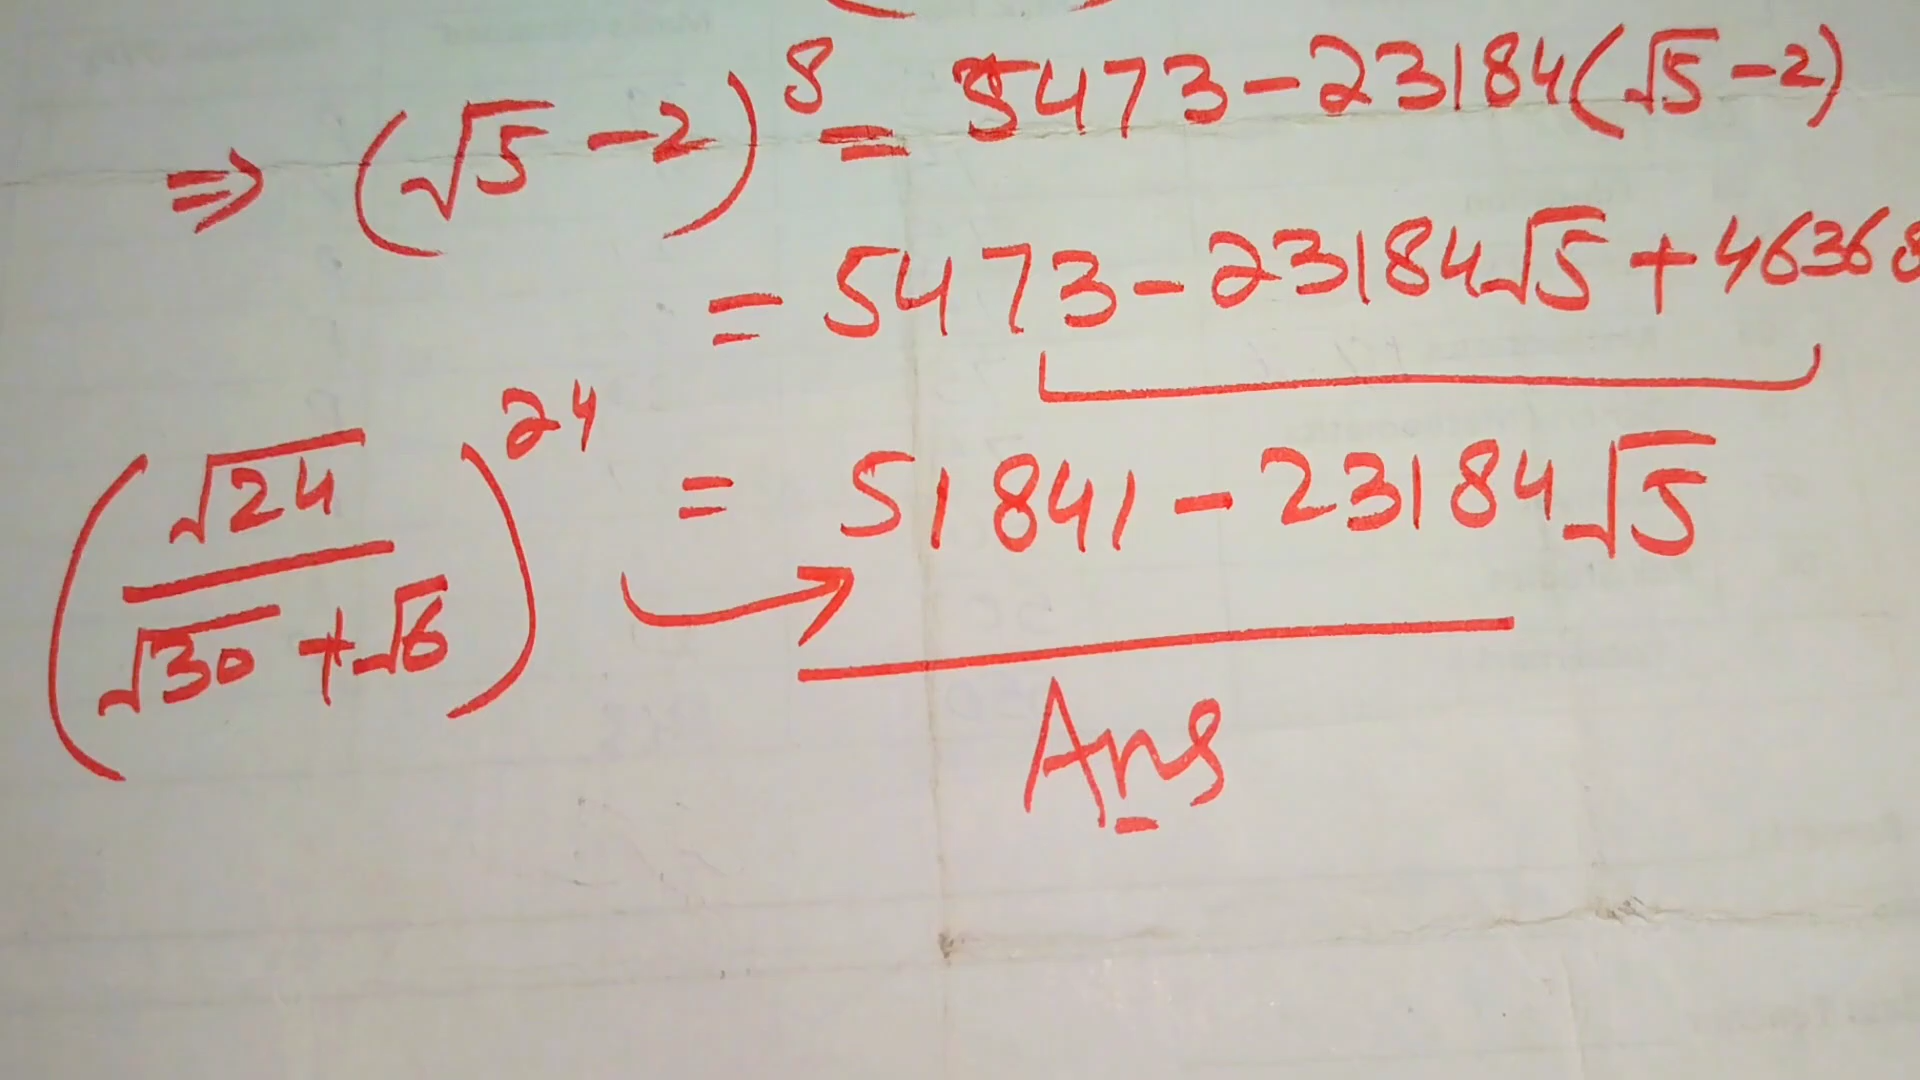 ⇒ (√5 - 2)^8 = 5473 - 23184(√5 - 2)
= 5473 - 23184√5 + 46368
(√24 / (√30 + √6))^24 = 51841 - 23184√5
Ans